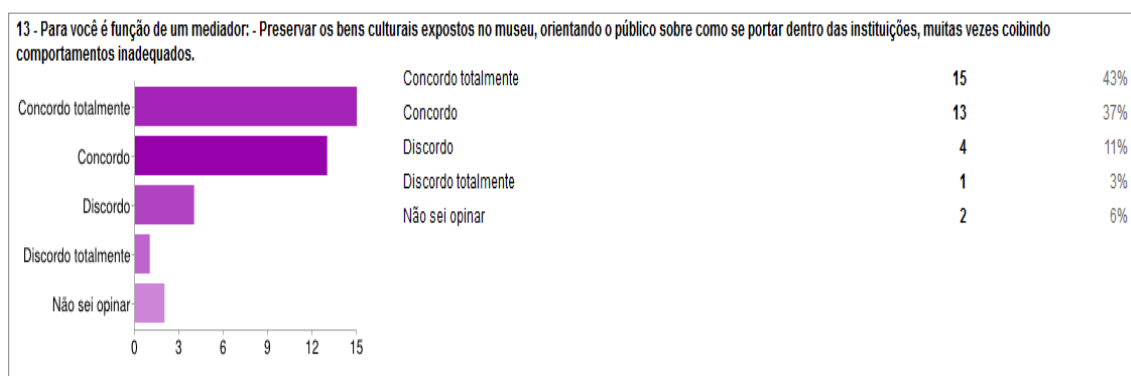 13 - Para você é função de um mediador: - Preservar os bens culturais expostos no museu, orientando o público sobre como se portar dentro das instituições, muitas vezes coibindo
comportamentos inadequados.
Concordo totalmente
Concordo
Discordo
Discordo totalmente
Não sei opinar
0 3 6 9 12 15
Concordo totalmente 15 43%
Concordo 13 37%
Discordo 4 11%
Discordo totalmente 1 3%
Não sei opinar 2 6%